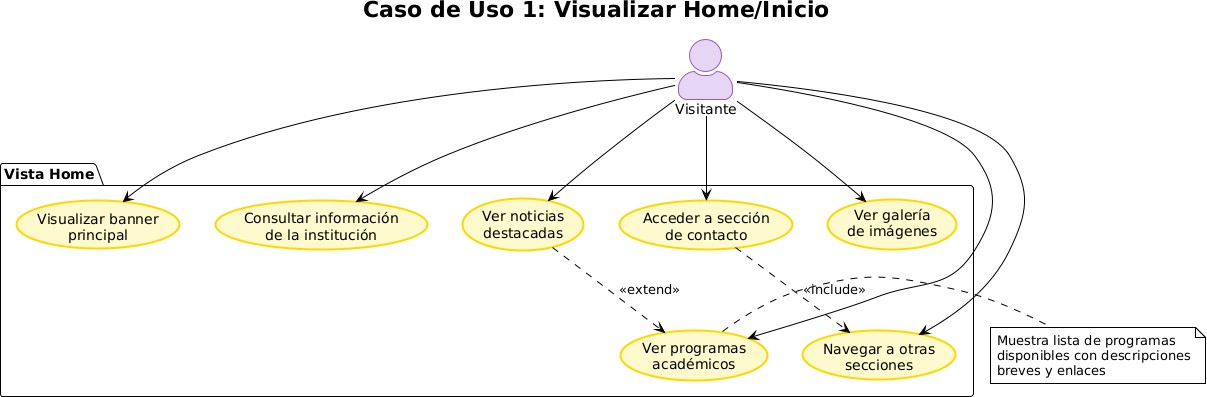 Caso de Uso 1: Visualizar Home/Inicio
Visitante
Vista Home
Visualizar banner
principal
Consultar información
de la institución
Ver noticias
destacadas
Acceder a sección
de contacto
Ver galería
de imágenes
«extend»
«include»
Ver programas
académicos
Navegar a otras
secciones
Muestra lista de programas
disponibles con descripciones
breves y enlaces